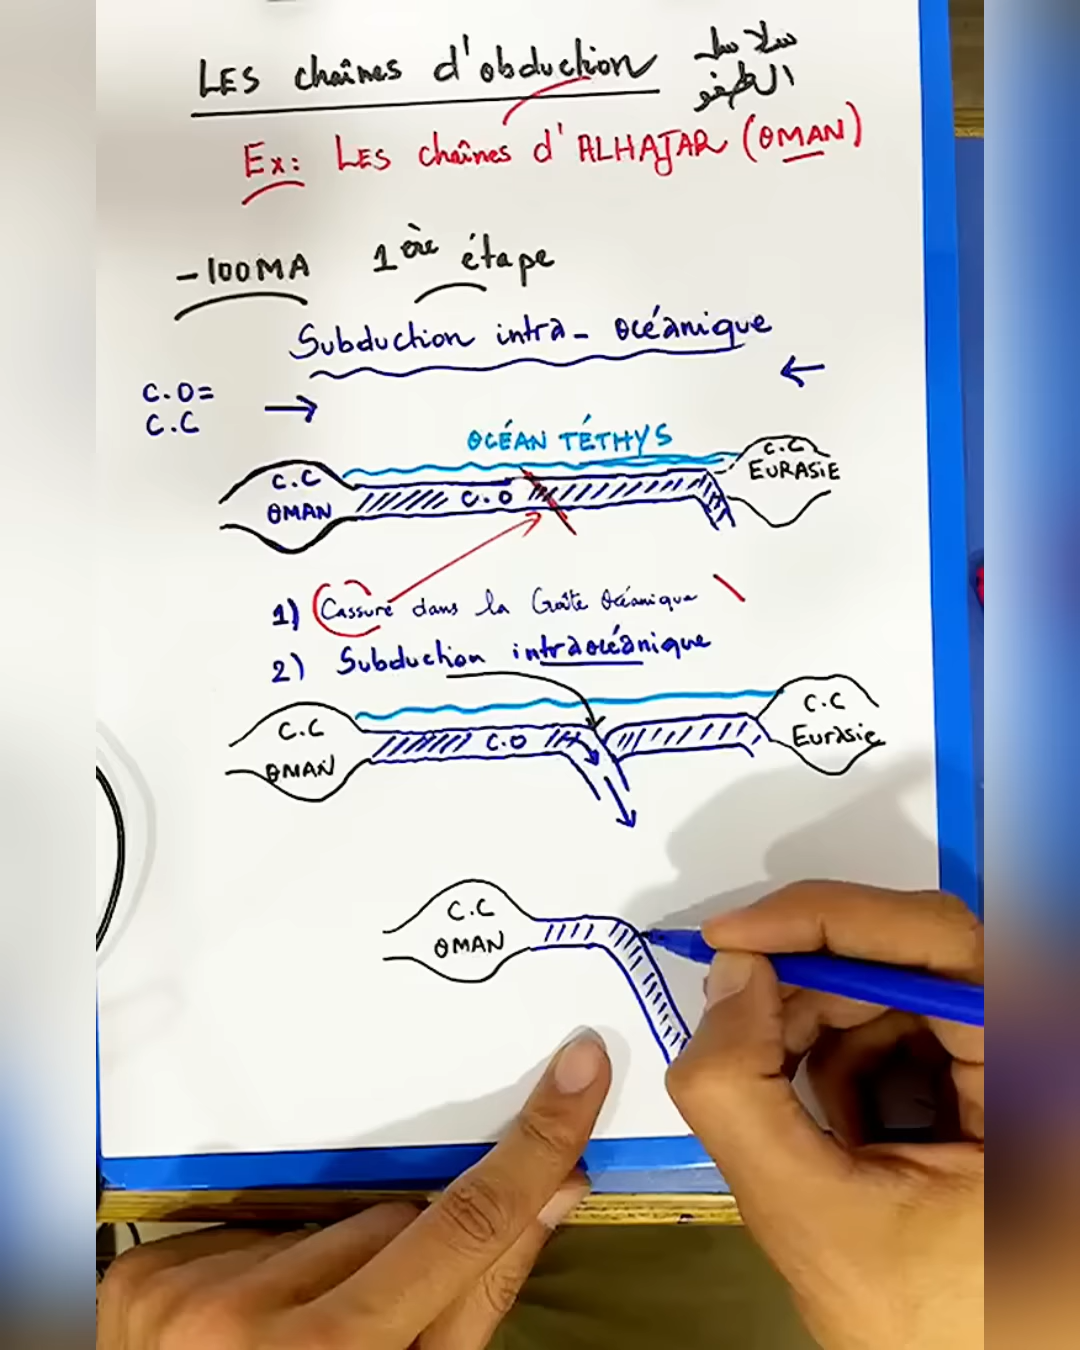 LES chaînes d'obduction
سلاسل
الطفو
Ex: LES chaînes d'ALHAJAR (OMAN)
-100MA 1ère étape
Subduction intra-océanique
C.O=
C.C
OCÉAN TÉTHYS
C.C
OMAN
C.O
C.C
EURASiE
1) Cassure dans la Croûte Océanique
2) Subduction intraocéanique
C.C
OMAN
C.O
C.C
Eurasie
C.C
OMAN